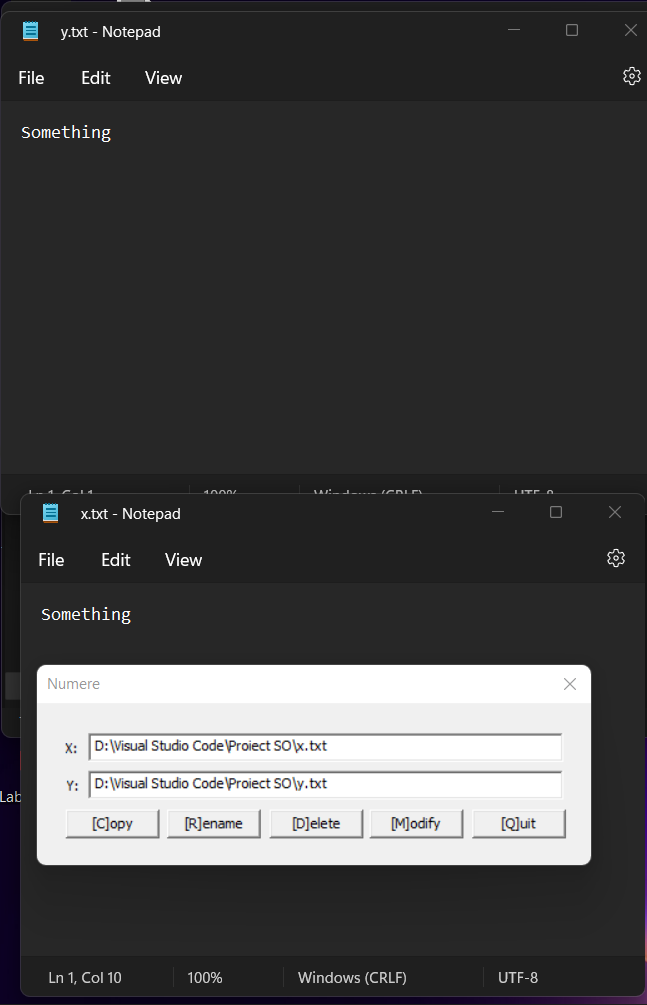 y.txt - Notepad
File Edit View
Something
Ln 1, Col 1 100% Windows (CRLF) UTF-8
x.txt - Notepad
File Edit View
Something
Numere
X: D:\Visual Studio Code\Proiect SO\x.txt
Y: D:\Visual Studio Code\Proiect SO\y.txt
[C]opy [R]ename [D]elete [M]odify [Q]uit
Lab
Ln 1, Col 10 100% Windows (CRLF) UTF-8